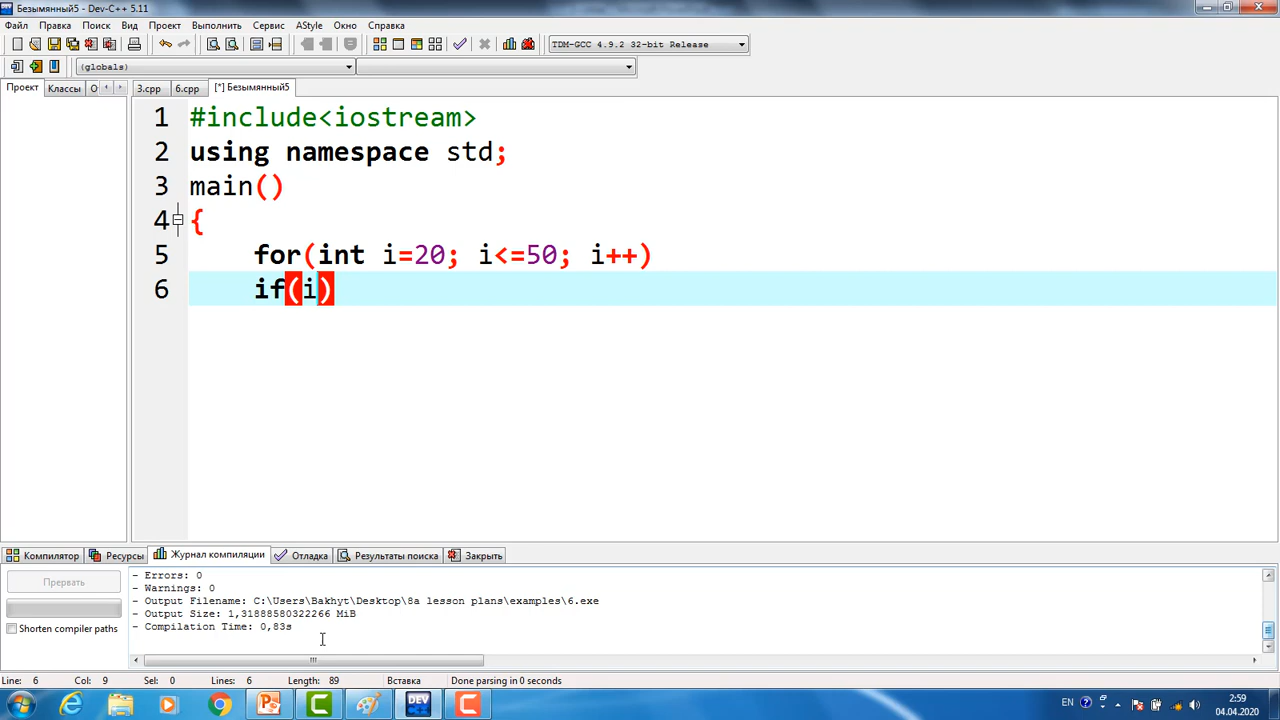 Безымянный5 - Dev-C++ 5.11
Файл Правка Поиск Вид Проект Выполнить Сервис AStyle Окно Справка
TDM-GCC 4.9.2 32-bit Release
(globals)
Проект Классы О 3.cpp 6.cpp [*] Безымянный5
1 #include<iostream>
2 using namespace std;
3 main()
4 {
5 for(int i=20; i<=50; i++)
6 if(i)
Компилятор Ресурсы Журнал компиляции Отладка Результаты поиска Закрыть
Прервать
Shorten compiler paths
- Errors: 0
- Warnings: 0
- Output Filename: C:\Users\Bakhyt\Desktop\8a lesson plans\examples\6.exe
- Output Size: 1,31888580322266 MiB
- Compilation Time: 0,83s
Line: 6 Col: 9 Sel: 0 Lines: 6 Length: 89 Вставка Done parsing in 0 seconds
DEV
EN
2:59
04.04.2020